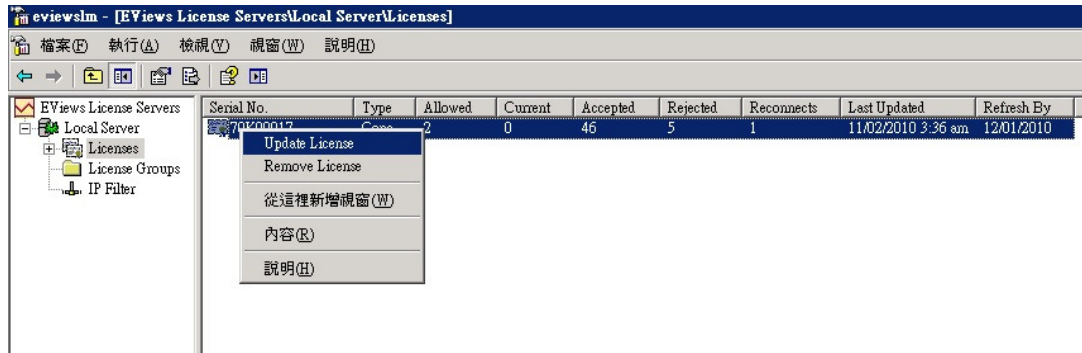 eviewslm - [EViews License Servers\Local Server\Licenses]
檔案(F) 執行(A) 檢視(V) 視窗(W) 說明(H)
EViews License Servers
Local Server
Licenses
License Groups
IP Filter
Serial No. Type Allowed Current Accepted Rejected Reconnects Last Updated Refresh By
70K00017 Conc 2 0 46 5 1 11/02/2010 3:36 am 12/01/2010
Update License
Remove License
從這裡新增視窗(W)
內容(R)
說明(H)